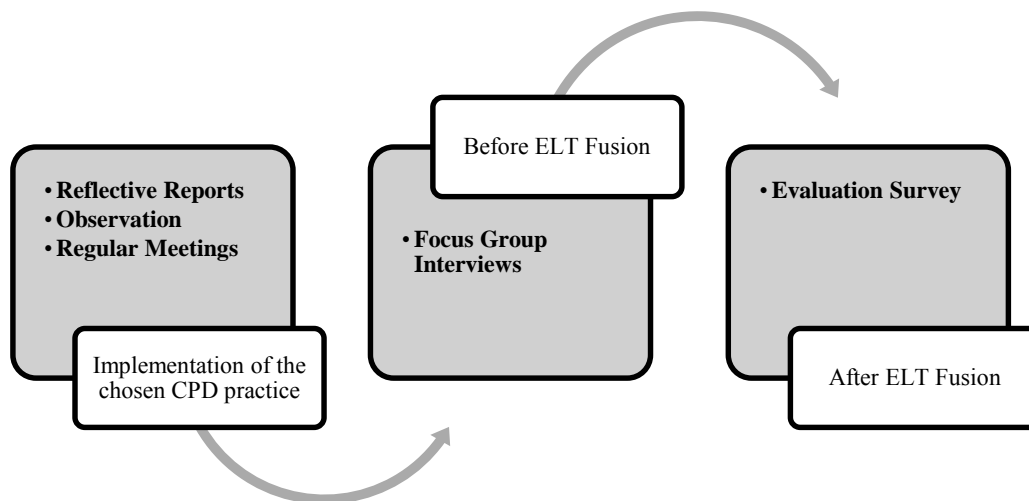 • Reflective Reports
• Observation
• Regular Meetings
Implementation of the
chosen CPD practice
Before ELT Fusion
• Focus Group
Interviews
• Evaluation Survey
After ELT Fusion